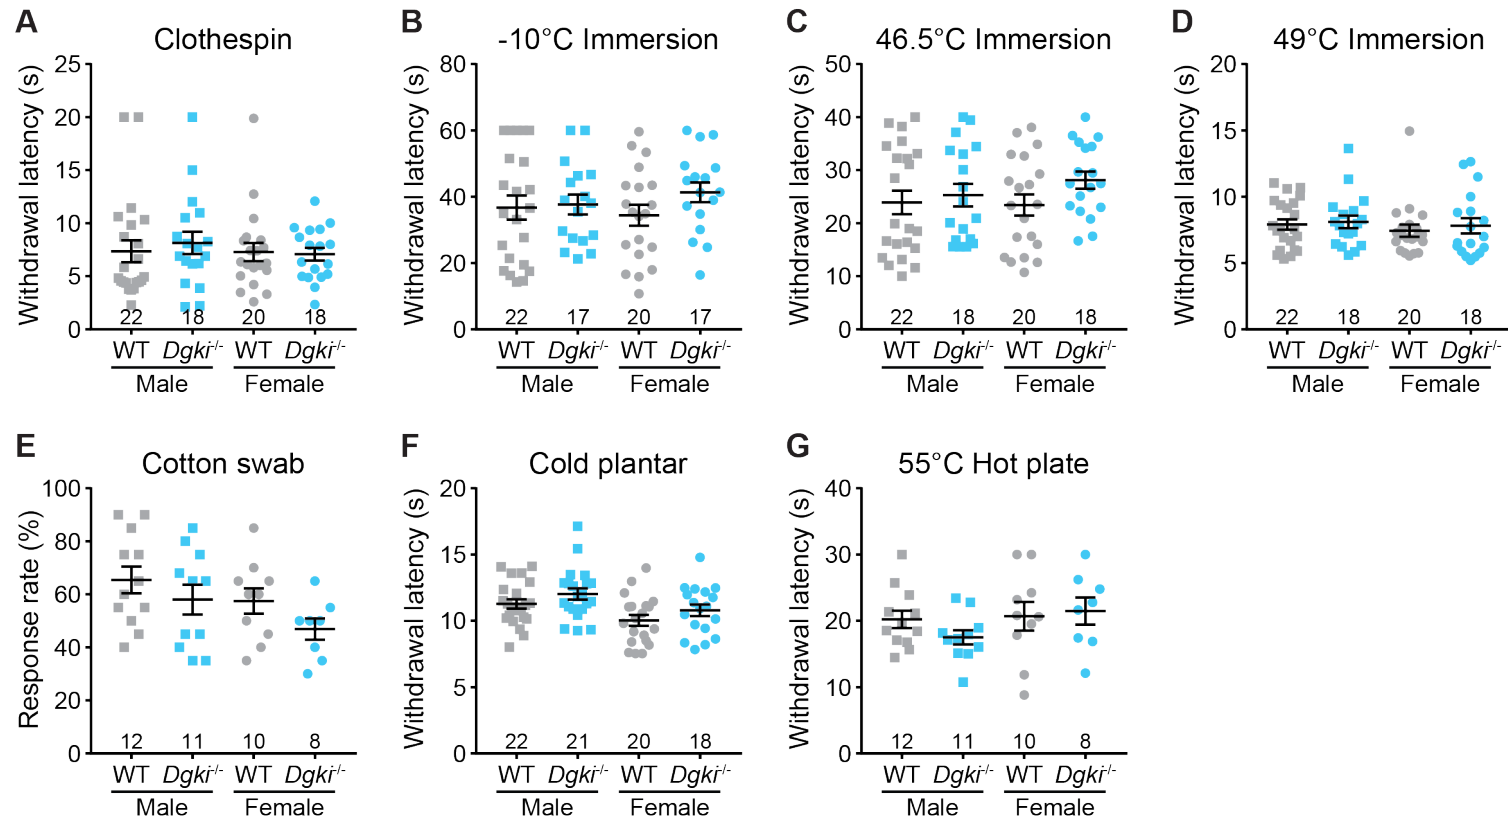 A
Clothespin
Withdrawal latency (s)
25
20
15
10
5
0
22 18 20 18
WT Dgki-/- WT Dgki-/-
Male Female
B
-10°C Immersion
Withdrawal latency (s)
80
60
40
20
0
22 17 20 17
WT Dgki-/- WT Dgki-/-
Male Female
C
46.5°C Immersion
Withdrawal latency (s)
50
40
30
20
10
0
22 18 20 18
WT Dgki-/- WT Dgki-/-
Male Female
D
49°C Immersion
Withdrawal latency (s)
20
15
10
5
0
22 18 20 18
WT Dgki-/- WT Dgki-/-
Male Female
E
Cotton swab
Response rate (%)
100
80
60
40
20
0
12 11 10 8
WT Dgki-/- WT Dgki-/-
Male Female
F
Cold plantar
Withdrawal latency (s)
20
15
10
5
0
22 21 20 18
WT Dgki-/- WT Dgki-/-
Male Female
G
55°C Hot plate
Withdrawal latency (s)
40
30
20
10
0
12 11 10 8
WT Dgki-/- WT Dgki-/-
Male Female